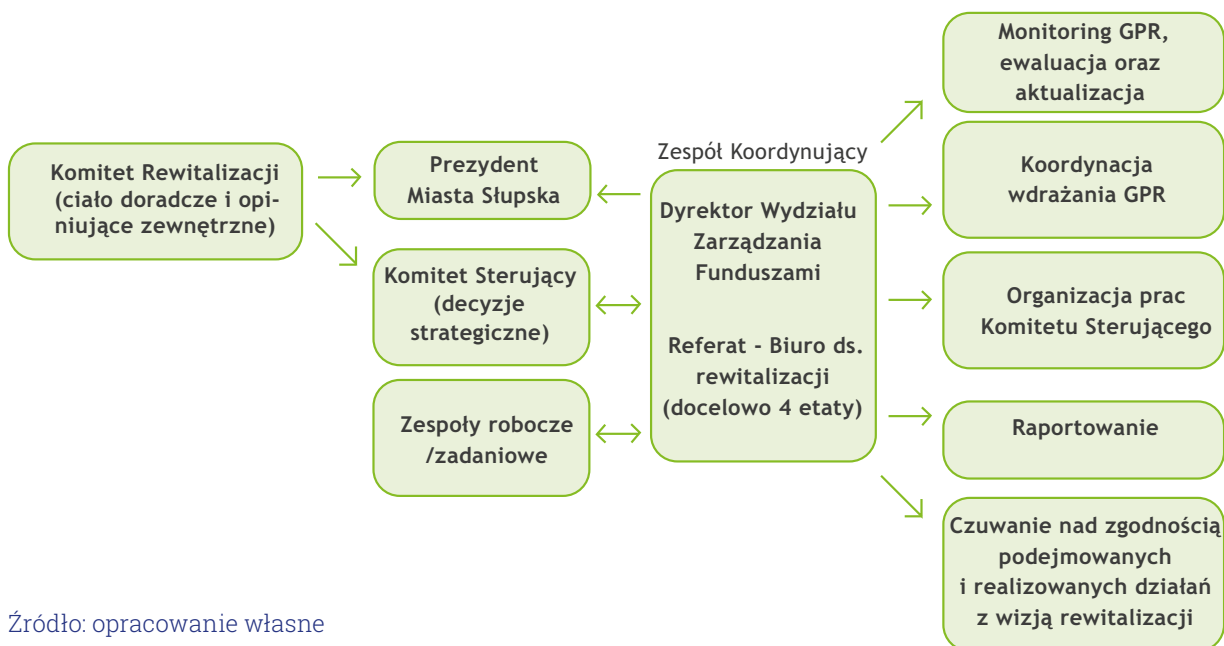 Komitet Rewitalizacji
(ciało doradcze i opi-
niujące zewnętrzne)
Prezydent
Miasta Słupska
Komitet Sterujący
(decyzje
strategiczne)
Zespoły robocze
/zadaniowe
Zespół Koordynujący
Dyrektor Wydziału
Zarządzania
Funduszami
Referat - Biuro ds.
rewitalizacji
(docelowo 4 etaty)
Monitoring GPR,
ewaluacja oraz
aktualizacja
Koordynacja
wdrażania GPR
Organizacja prac
Komitetu Sterującego
Raportowanie
Czuwanie nad zgodnością
podejmowanych
i realizowanych działań
z wizją rewitalizacji
Źródło: opracowanie własne